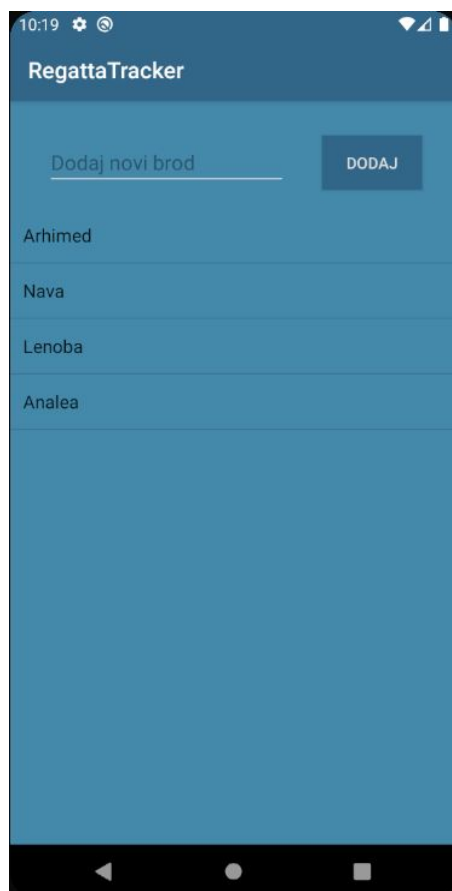 10:19
RegattaTracker
Dodaj novi brod
DODAJ
Arhimed
Nava
Lenoba
Analea